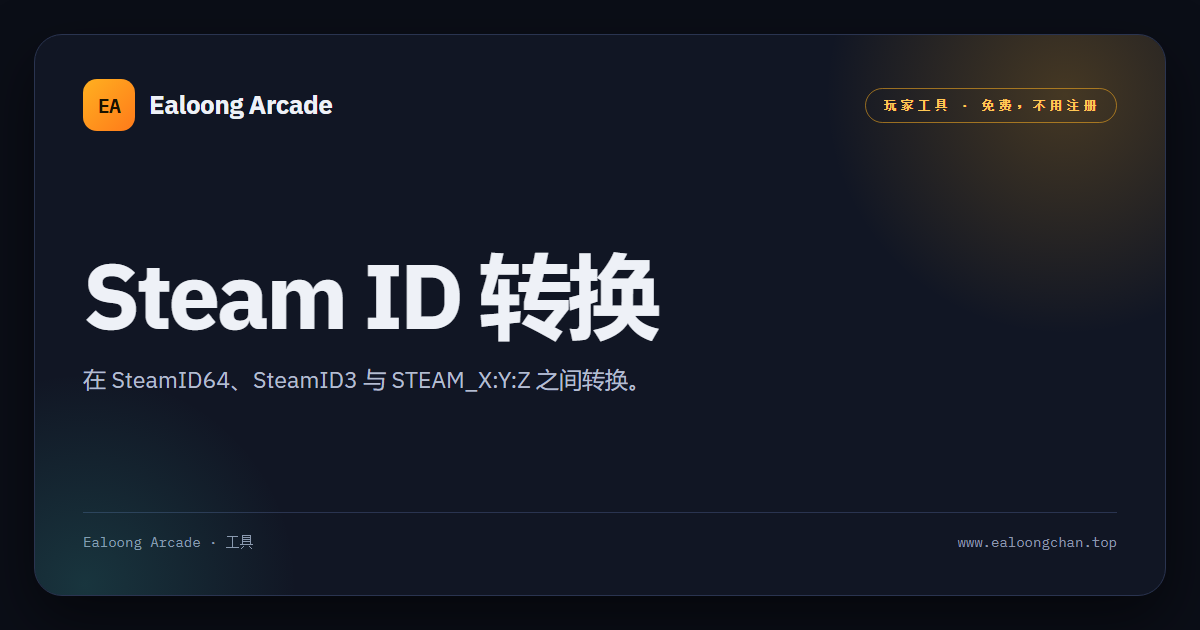 EA
Ealoong Arcade
玩家工具 · 免费，不用注册
Steam ID 转换
在 SteamID64、SteamID3 与 STEAM_X:Y:Z 之间转换。
Ealoong Arcade · 工具
www.ealoongchan.top